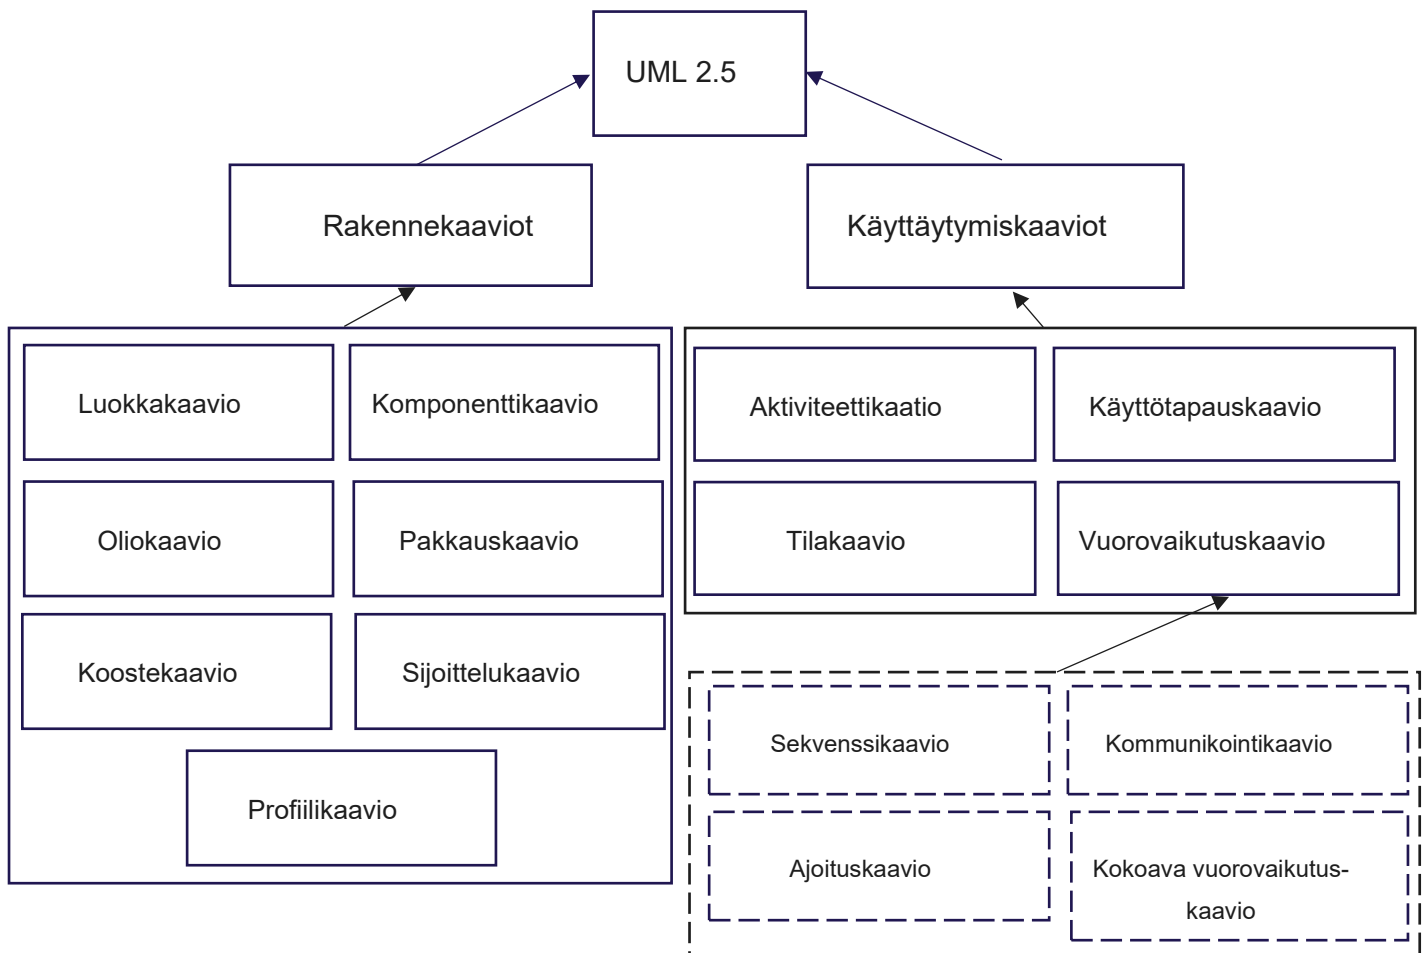 UML 2.5
Rakennekaaviot
Käyttäytymiskaaviot
Luokkakaavio
Komponenttikaavio
Aktiviteettikaatio
Käyttötapauskaavio
Oliokaavio
Pakkauskaavio
Tilakaavio
Vuorovaikutuskaavio
Koostekaavio
Sijoittelukaavio
Sekvenssikaavio
Kommunikointikaavio
Profiilikaavio
Ajoituskaavio
Kokoava vuorovaikutus-
kaavio